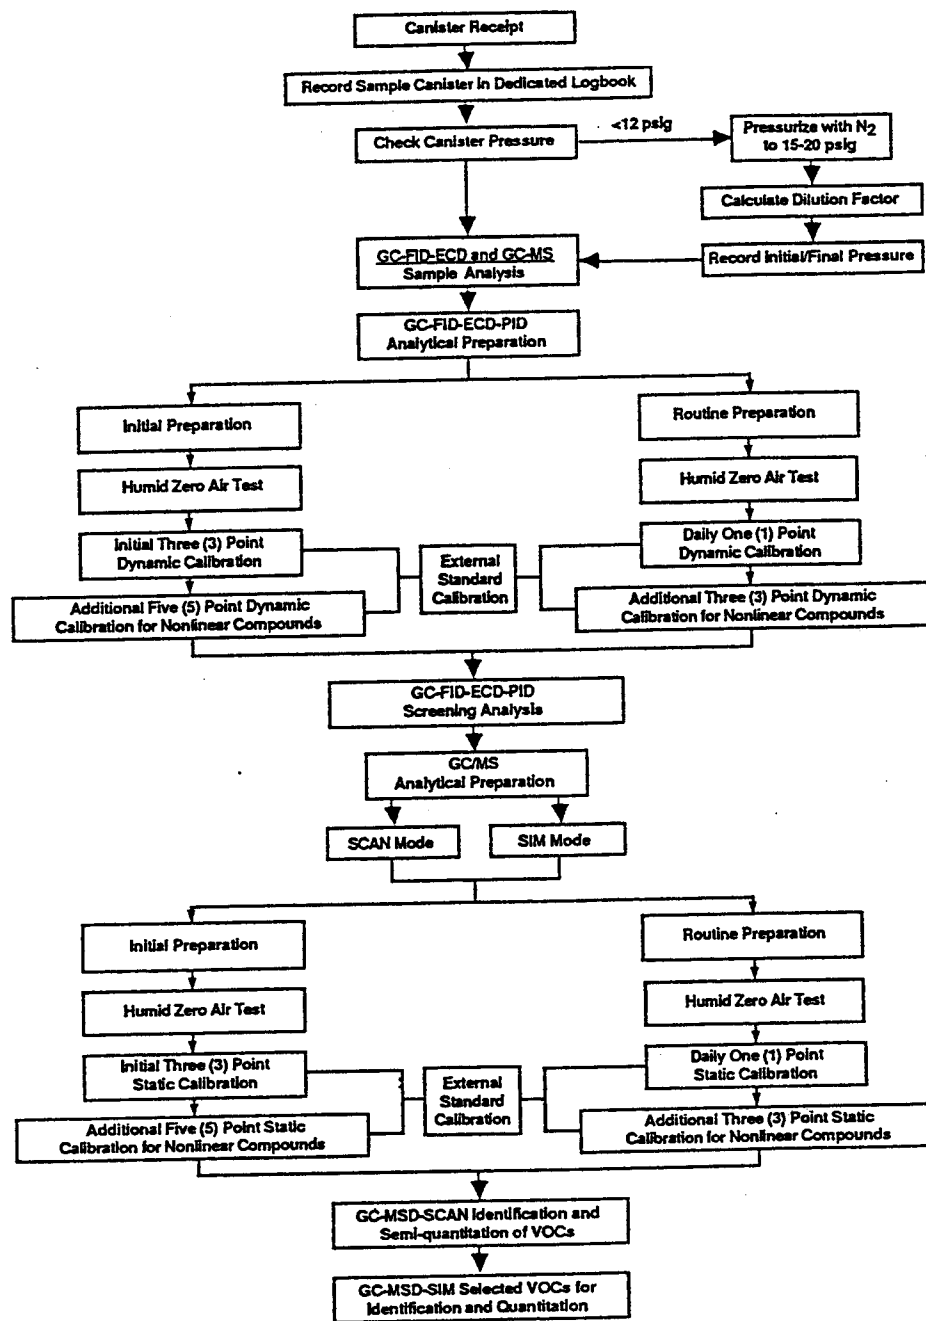 Canister Receipt
Record Sample Canister in Dedicated Logbook
Check Canister Pressure
<12 psig
Pressurize with N2
to 15-20 psig
Calculate Dilution Factor
Record Initial/Final Pressure
GC-FID-ECD and GC-MS
Sample Analysis
GC-FID-ECD-PID
Analytical Preparation
Initial Preparation
Humid Zero Air Test
Initial Three (3) Point
Dynamic Calibration
Additional Five (5) Point Dynamic
Calibration for Nonlinear Compounds
External
Standard
Calibration
Routine Preparation
Humid Zero Air Test
Daily One (1) Point
Dynamic Calibration
Additional Three (3) Point Dynamic
Calibration for Nonlinear Compounds
GC-FID-ECD-PID
Screening Analysis
GC/MS
Analytical Preparation
SCAN Mode
SIM Mode
Initial Preparation
Humid Zero Air Test
Initial Three (3) Point
Static Calibration
Additional Five (5) Point Static
Calibration for Nonlinear Compounds
External
Standard
Calibration
Routine Preparation
Humid Zero Air Test
Daily One (1) Point
Static Calibration
Additional Three (3) Point Static
Calibration for Nonlinear Compounds
GC-MSD-SCAN Identification and
Semi-quantitation of VOCs
GC-MSD-SIM Selected VOCs for
Identification and Quantitation